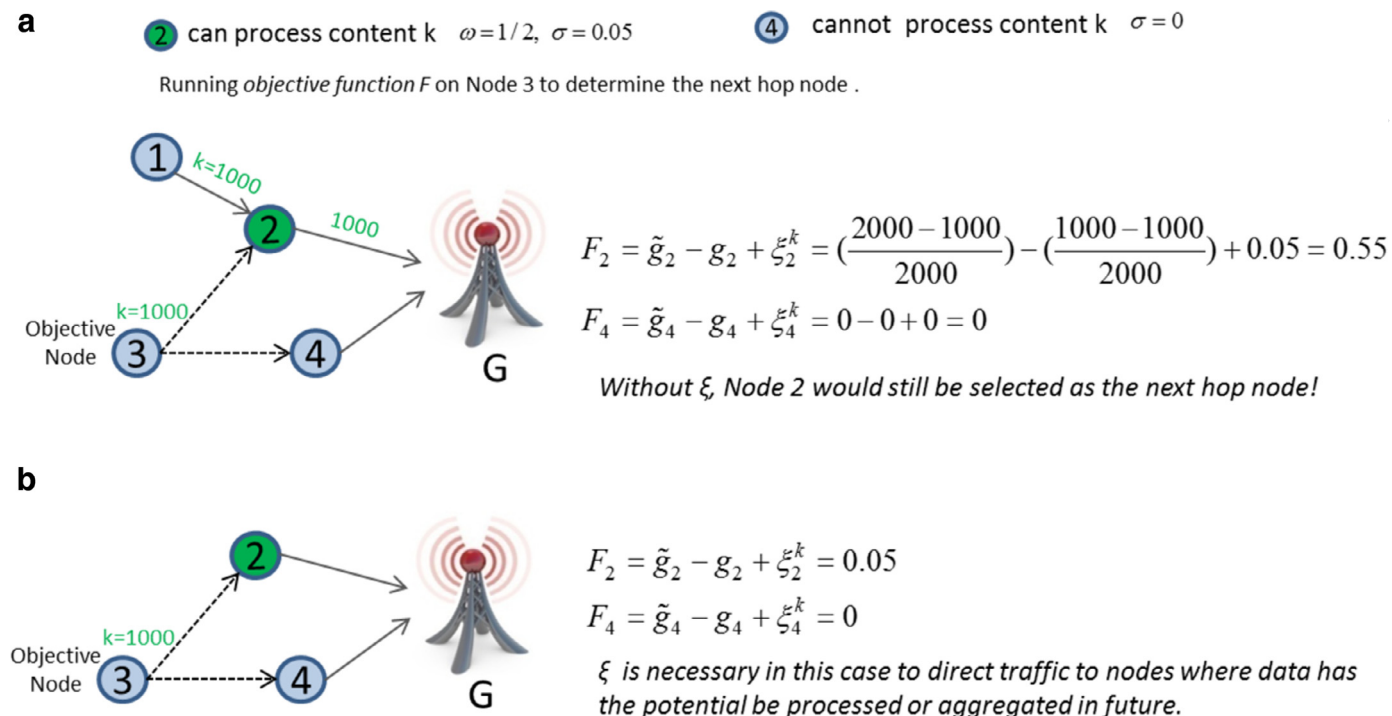 a
2 can process content k ω=1/2, σ=0.05
4 cannot process content k σ=0
Running objective function F on Node 3 to determine the next hop node .
1
k=1000
2
1000
k=1000
Objective
Node
3
4
G
F₂ = g̃₂ − g₂ + ξ₂ᵏ = (2000−1000/2000) − (1000−1000/2000) + 0.05 = 0.55
F₄ = g̃₄ − g₄ + ξ₄ᵏ = 0−0+0 = 0
Without ξ, Node 2 would still be selected as the next hop node!
b
2
k=1000
Objective
Node
3
4
G
F₂ = g̃₂ − g₂ + ξ₂ᵏ = 0.05
F₄ = g̃₄ − g₄ + ξ₄ᵏ = 0
ξ is necessary in this case to direct traffic to nodes where data has
the potential be processed or aggregated in future.